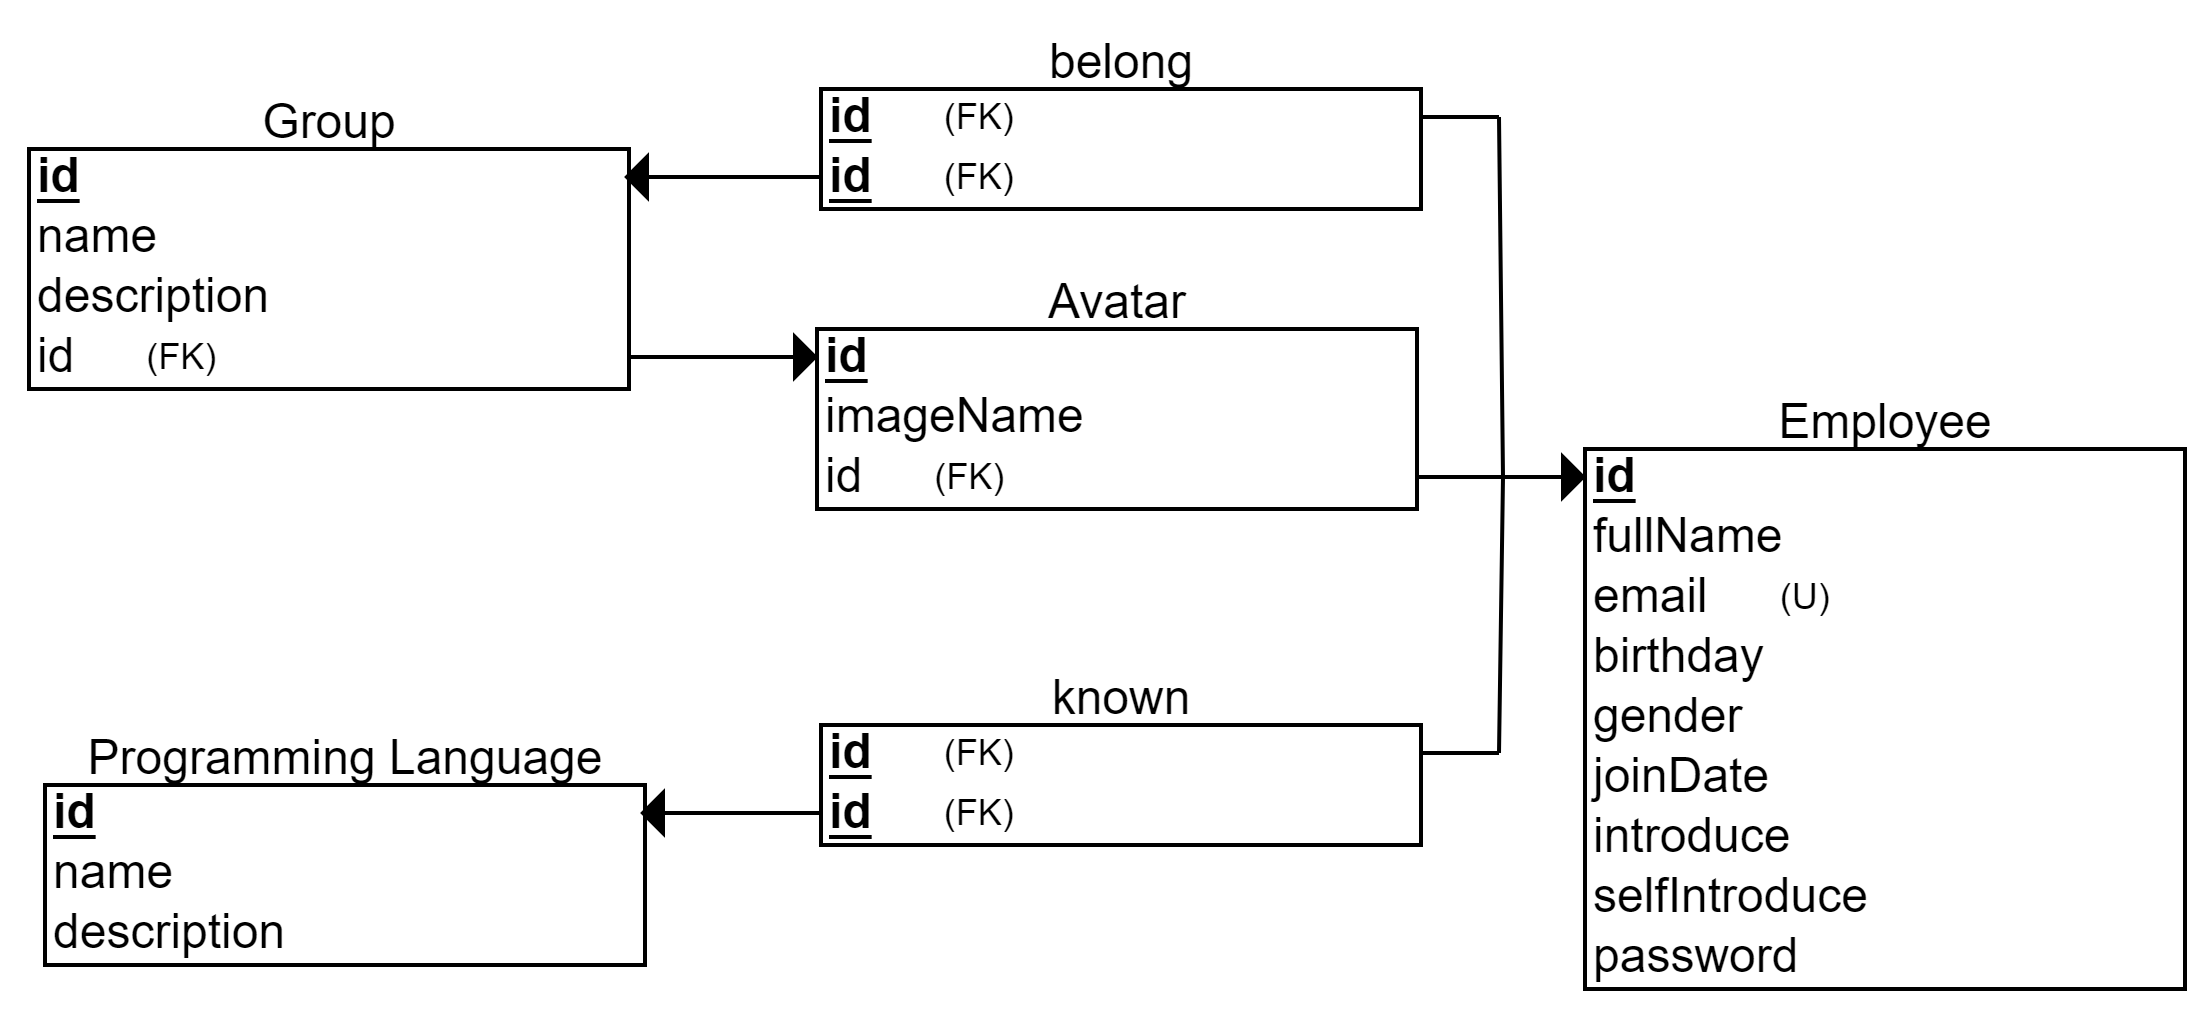 belong
id (FK)
id (FK)
Group
id
name
description
id (FK)
Avatar
id
imageName
id (FK)
Employee
id
fullName
email (U)
birthday
gender
joinDate
introduce
selfIntroduce
password
known
id (FK)
id (FK)
Programming Language
id
name
description